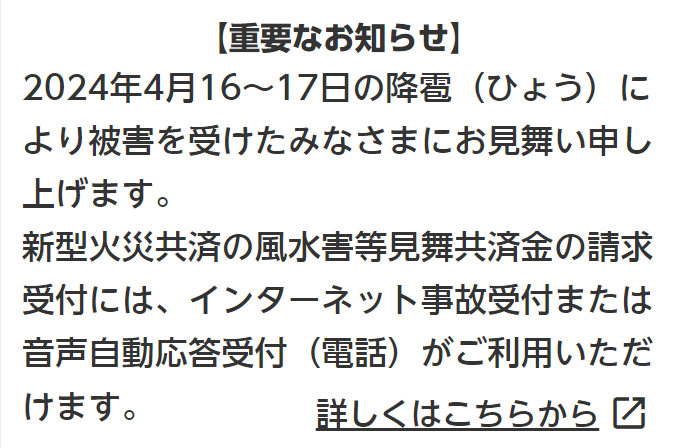 【重要なお知らせ】
2024年4月16～17日の降雹（ひょう）に
より被害を受けたみなさまにお見舞い申し
上げます。
新型火災共済の風水害等見舞共済金の請求
受付には、インターネット事故受付または
音声自動応答受付（電話）がご利用いただ
けます。
詳しくはこちらから